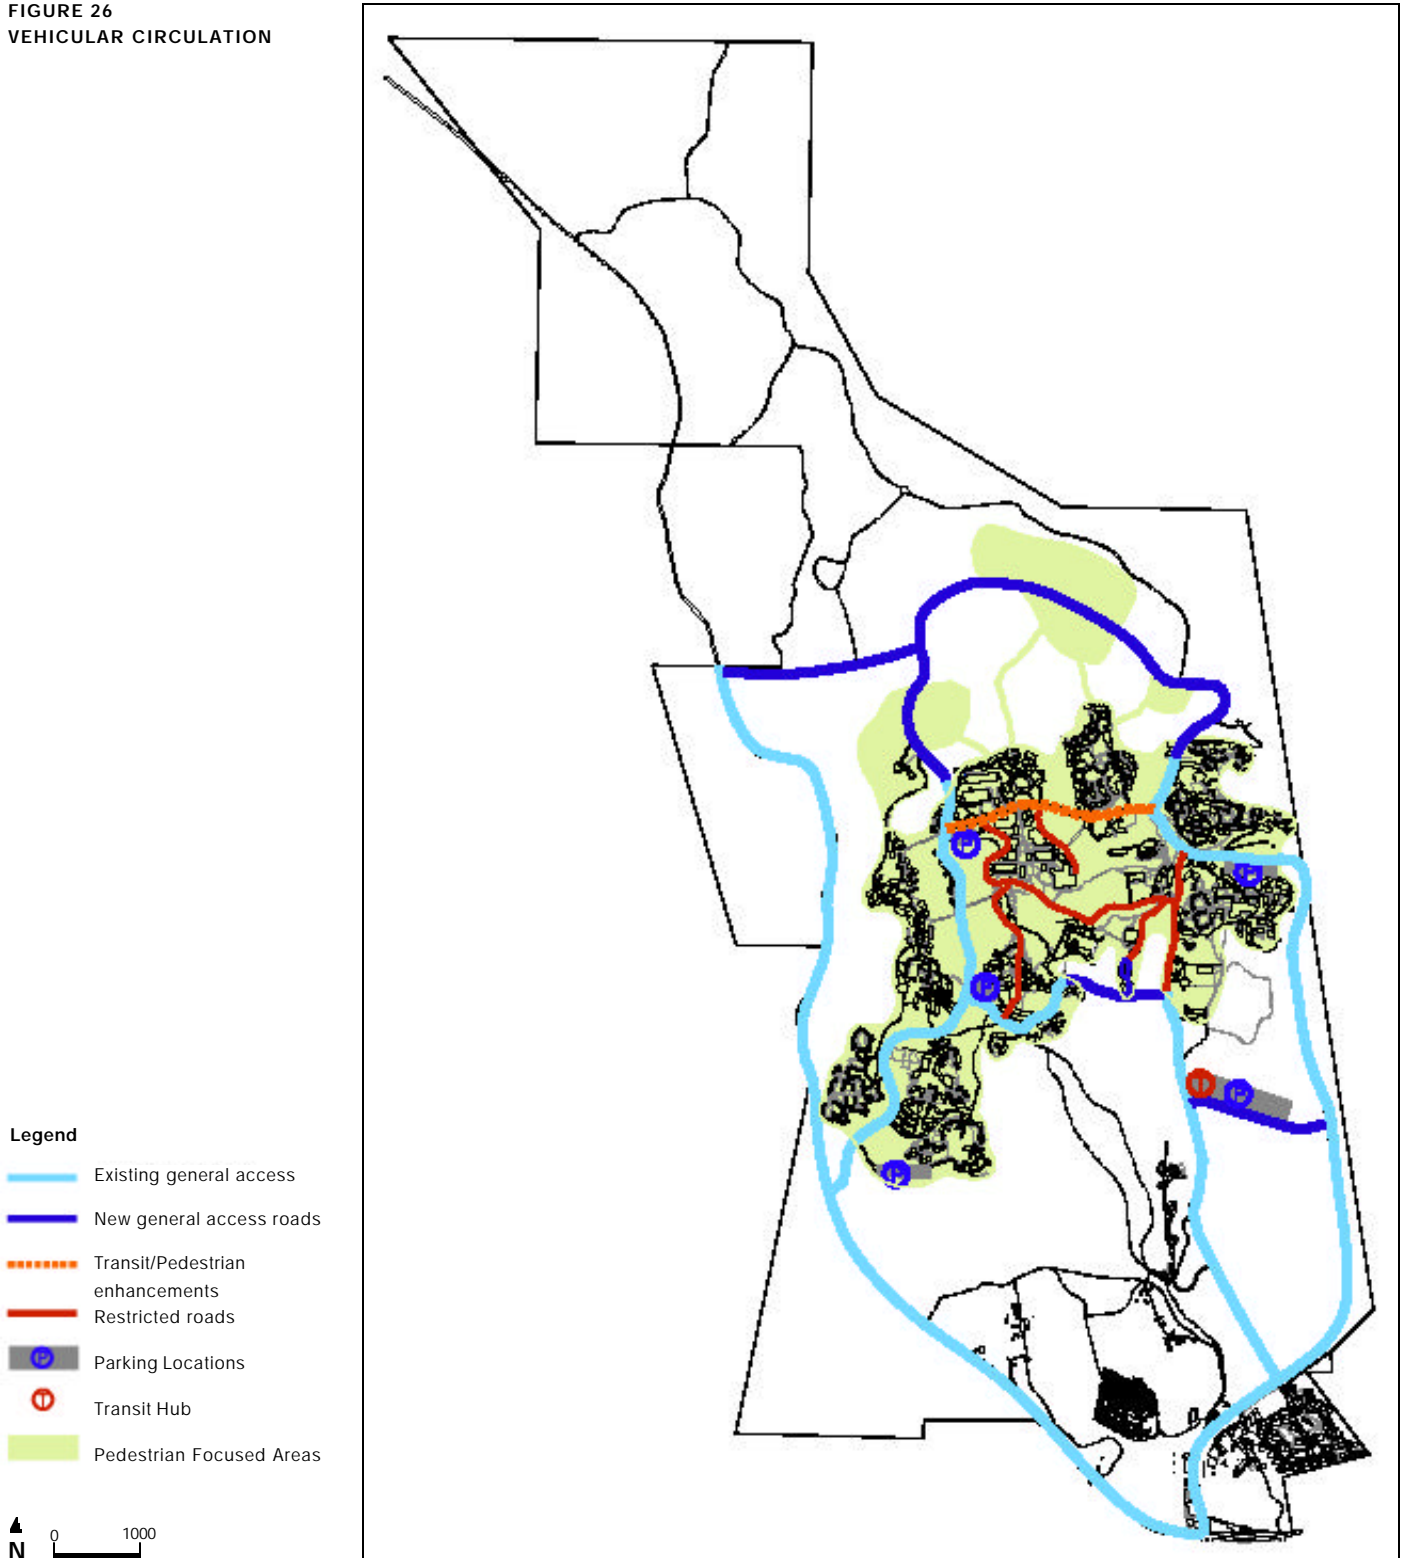 FIGURE 26
VEHICULAR CIRCULATION
Legend
Existing general access
New general access roads
Transit/Pedestrian
enhancements
Restricted roads
P
Parking Locations
T
Transit Hub
Pedestrian Focused Areas
N
0 1000
P
P
P
T
P
P